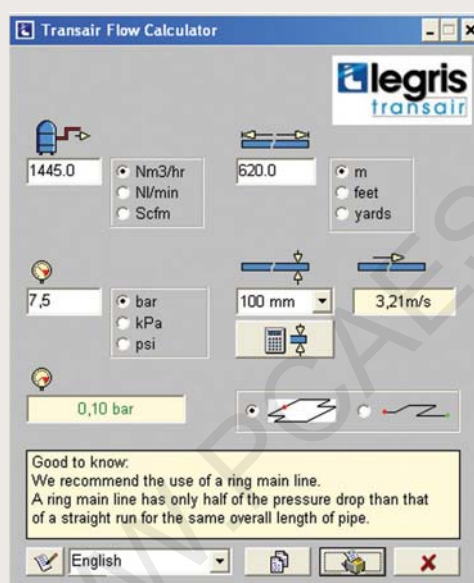 Transair Flow Calculator
legris
transair
1445.0
Nm3/hr
Nl/min
Scfm
620.0
m
feet
yards
7,5
bar
kPa
psi
100 mm
3,21m/s
0,10 bar
Good to know:
We recommend the use of a ring main line.
A ring main line has only half of the pressure drop than that
of a straight run for the same overall length of pipe.
English